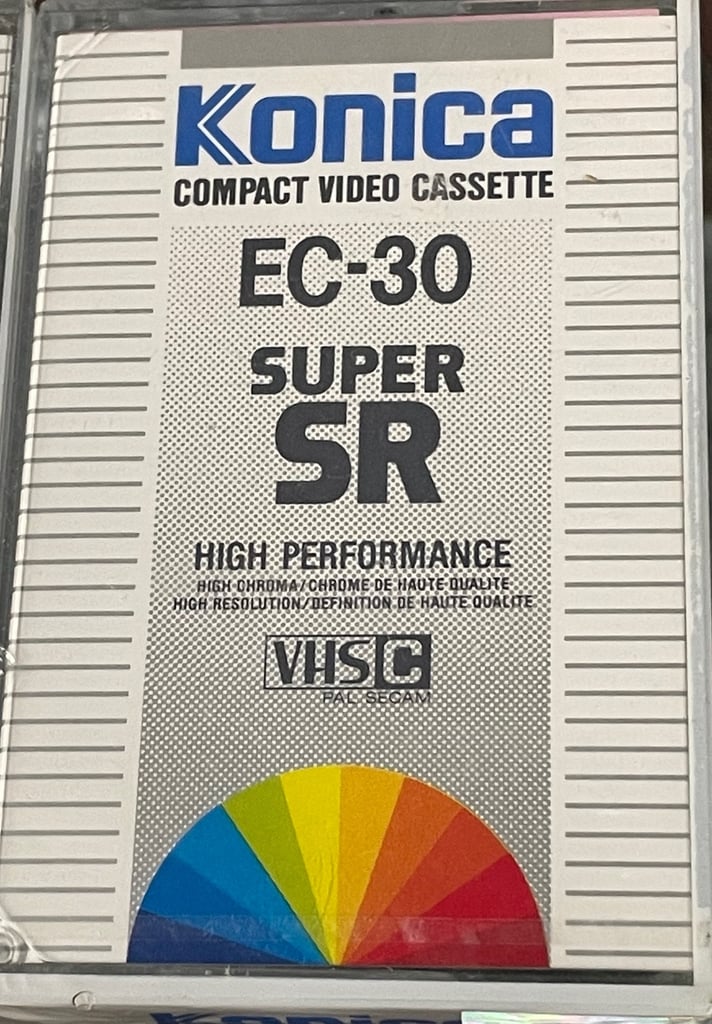 Konica
COMPACT VIDEO CASSETTE
EC-30
SUPER
SR
HIGH PERFORMANCE
HIGH CHROMA/CHROME DE HAUTE QUALITE
HIGH RESOLUTION/DEFINITION DE HAUTE QUALITE
VHS C
PAL SECAM
Konica